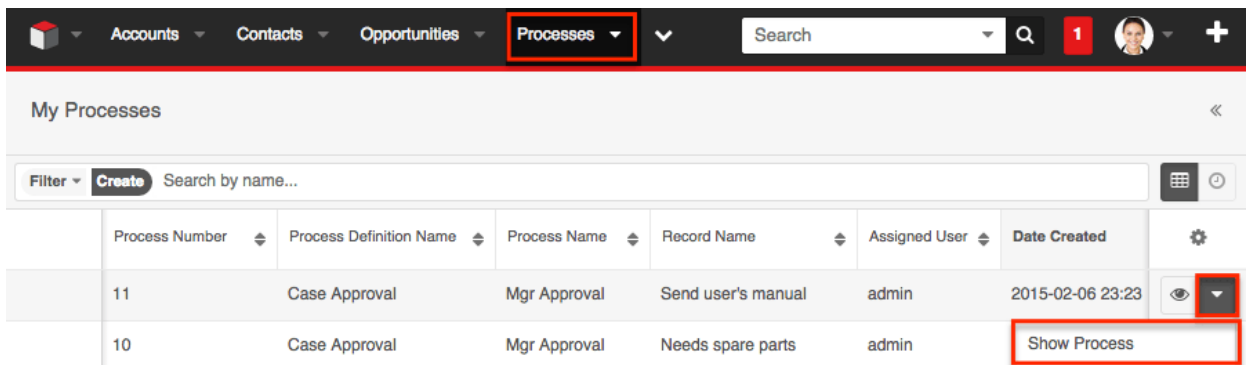 Accounts Contacts Opportunities Processes Search 1
My Processes
Filter Create Search by name...
Process Number Process Definition Name Process Name Record Name Assigned User Date Created
11 Case Approval Mgr Approval Send user's manual admin 2015-02-06 23:23
10 Case Approval Mgr Approval Needs spare parts admin Show Process